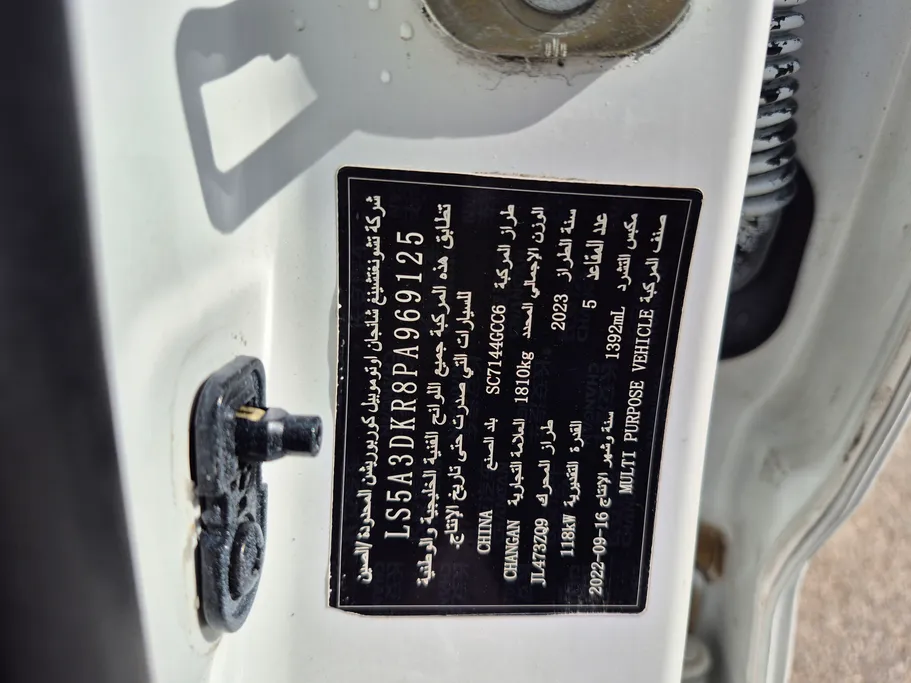 شركة تشونغتشينغ شانجان اوتوموبيل كوربوريشن المحدودة /الصين
LS5A3DKR8PA969125
تطابق هذه المركبة جميع اللوائح الفنية الخليجية والوطنية
للسيارات التي صدرت حتى تاريخ الإنتاج.
طراز المركبة SC7144GCC6 بلد الصنع CHINA
الوزن الإجمالي المحدد 1810kg العلامة التجارية CHANGAN
سنة الطراز 2023 طراز المحرك JL473ZQ9
عدد المقاعد 5 القدرة التقديرية 118kW
مكبس التشرد 1392mL سنة وشهر الإنتاج 2022-09-16
صنف المركبة MULTI PURPOSE VEHICLE